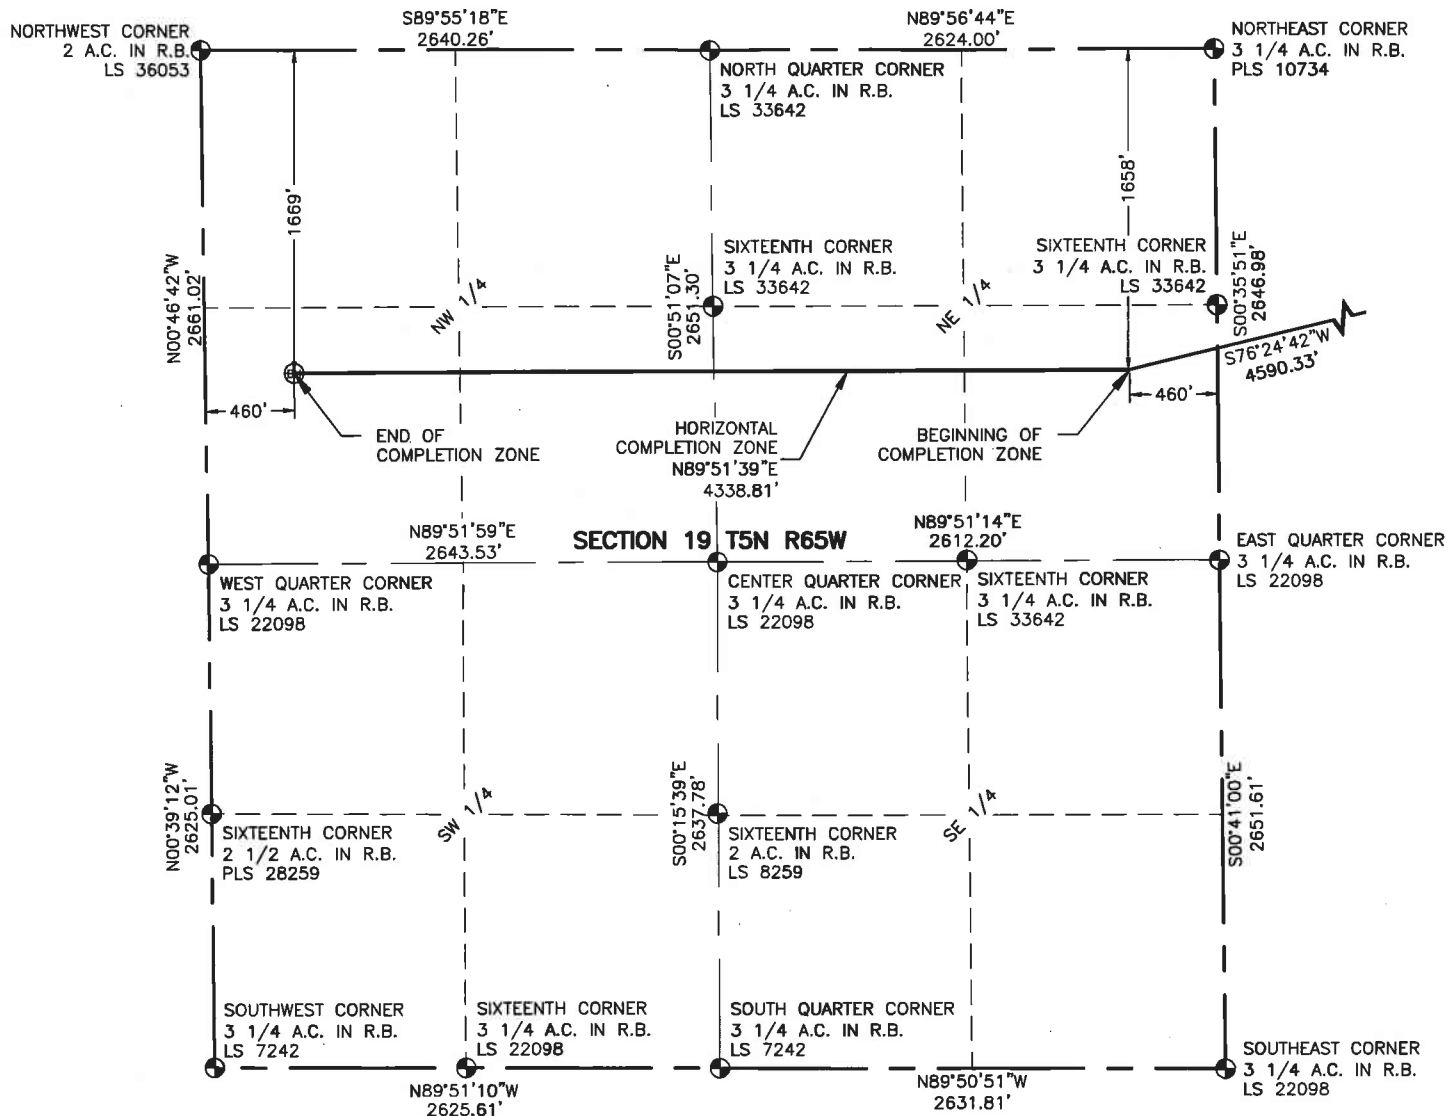 NORTHWEST CORNER
2 A.C. IN R.B.
LS 36053
S89°55'18"E
2640.26'
N89°56'44"E
2624.00'
NORTHEAST CORNER
3 1/4 A.C. IN R.B.
PLS 10734
NORTH QUARTER CORNER
3 1/4 A.C. IN R.B.
LS 33642
1669'
1658'
SIXTEENTH CORNER
3 1/4 A.C. IN R.B.
LS 33642
SIXTEENTH CORNER
3 1/4 A.C. IN R.B.
LS 33642
N00°46'42"W
2661.02'
NW 1/4
S00°51'07"E
2651.30'
NE 1/4
S00°35'51"E
2646.98'
S76°24'42"W
4590.33'
460'
460'
END OF
COMPLETION ZONE
HORIZONTAL
COMPLETION ZONE
N89°51'39"E
4338.81'
BEGINNING OF
COMPLETION ZONE
N89°51'59"E
2643.53'
SECTION 19 T5N R65W
N89°51'14"E
2612.20'
EAST QUARTER CORNER
3 1/4 A.C. IN R.B.
LS 22098
WEST QUARTER CORNER
3 1/4 A.C. IN R.B.
LS 22098
CENTER QUARTER CORNER
3 1/4 A.C. IN R.B.
LS 22098
SIXTEENTH CORNER
3 1/4 A.C. IN R.B.
LS 33642
N00°39'12"W
2625.01'
SW 1/4
S00°15'39"E
2637.78'
SE 1/4
S00°41'00"E
2651.61'
SIXTEENTH CORNER
2 1/2 A.C. IN R.B.
PLS 28259
SIXTEENTH CORNER
2 A.C. IN R.B.
LS 8259
SOUTHWEST CORNER
3 1/4 A.C. IN R.B.
LS 7242
SIXTEENTH CORNER
3 1/4 A.C. IN R.B.
LS 22098
SOUTH QUARTER CORNER
3 1/4 A.C. IN R.B.
LS 7242
SOUTHEAST CORNER
3 1/4 A.C. IN R.B.
LS 22098
N89°51'10"W
2625.61'
N89°50'51"W
2631.81'